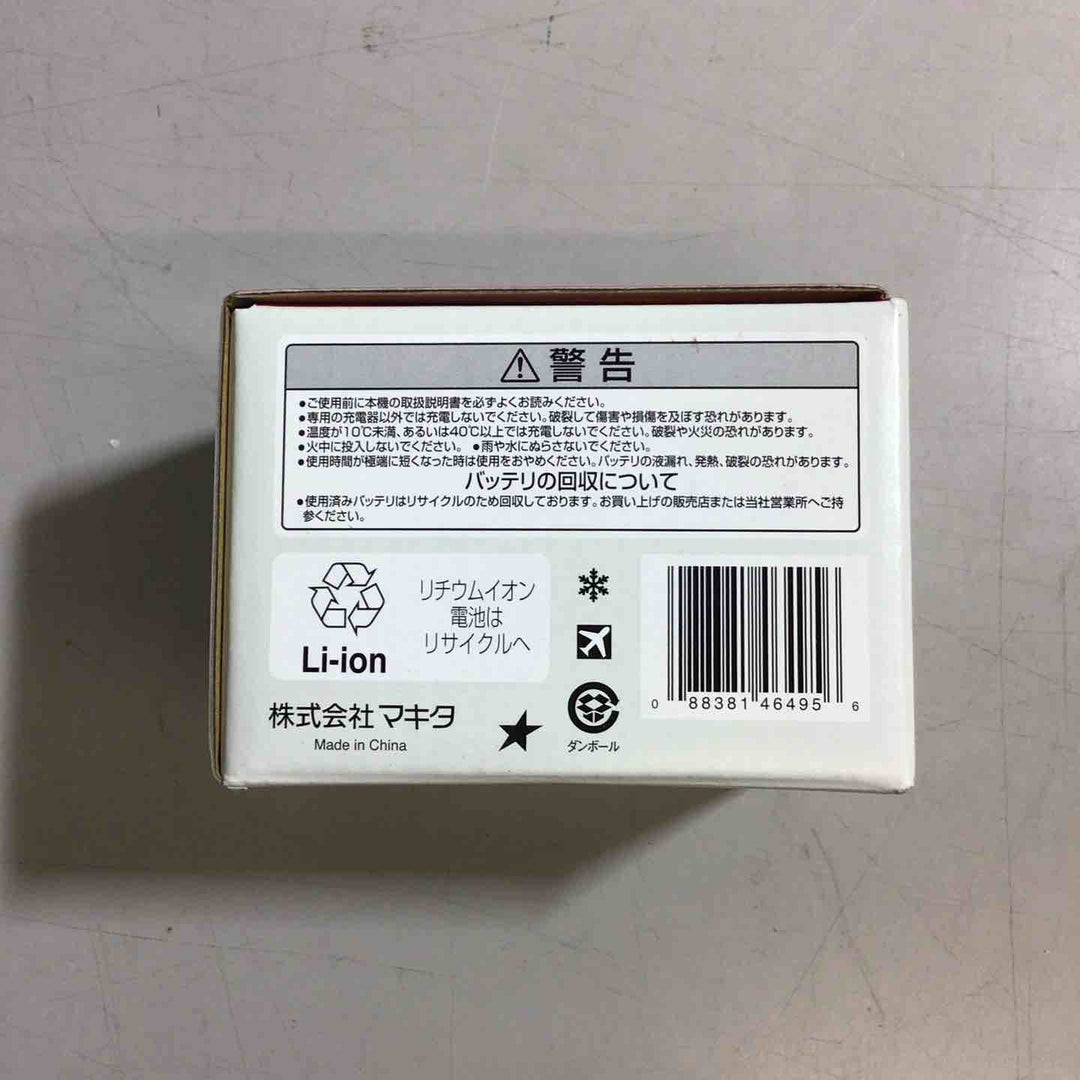 警告
●ご使用前に本機の取扱説明書を必ずよくお読みください。
●専用の充電器以外では充電しないでください。破裂して傷害や損傷を及ぼす恐れがあります。
●温度が10℃未満、あるいは40℃以上では充電しないでください。破裂や火災の恐れがあります。
●火中に投入しないでください。 ●雨や水にぬらさないでください。
●使用時間が極端に短くなった時は使用をおやめください。バッテリの液漏れ、発熱、破裂の恐れがあります。
バッテリの回収について
●使用済みバッテリはリサイクルのため回収しております。お買い上げの販売店または当社営業所へご持
参ください。
Li-ion
リチウムイオン
電池は
リサイクルへ
株式会社マキタ
Made in China
ダンボール
0 88381 46495 6